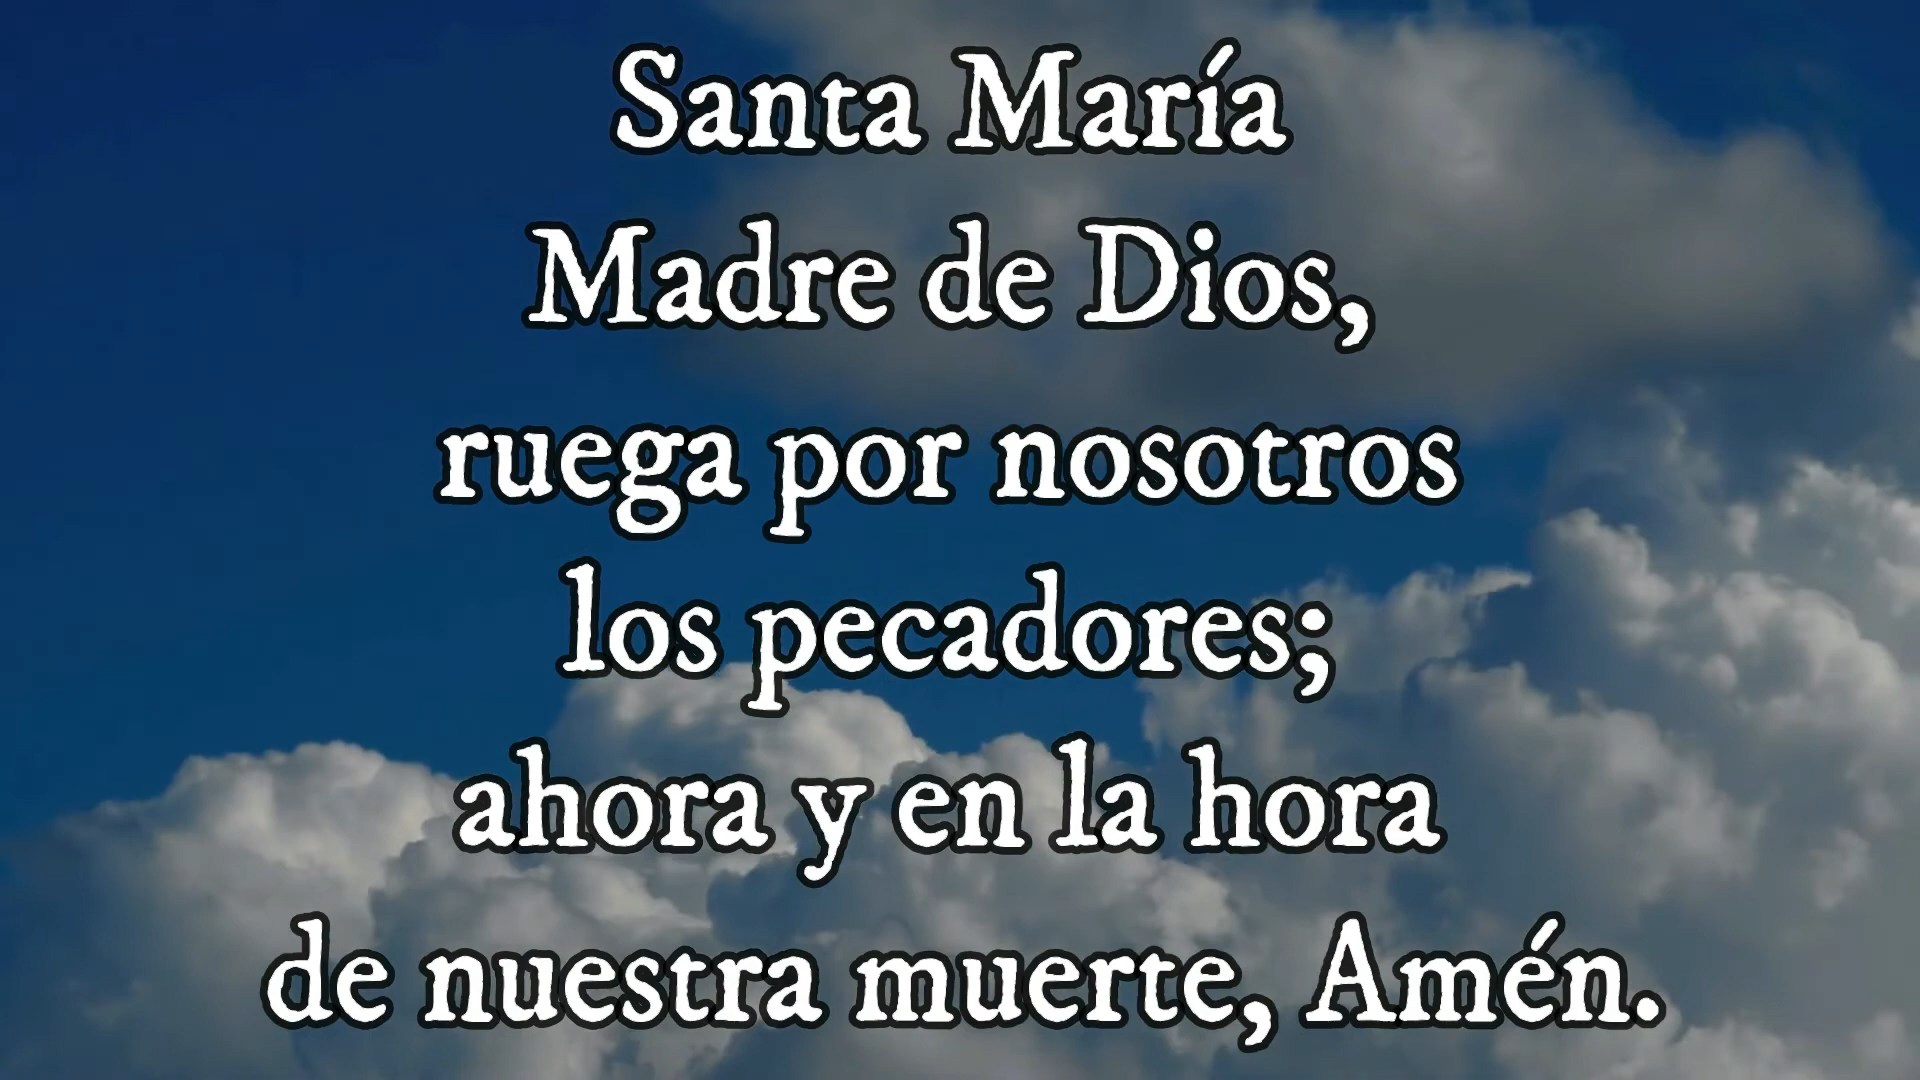 Santa María
Madre de Dios,
ruega por nosotros
los pecadores;
ahora y en la hora
de nuestra muerte, Amén.